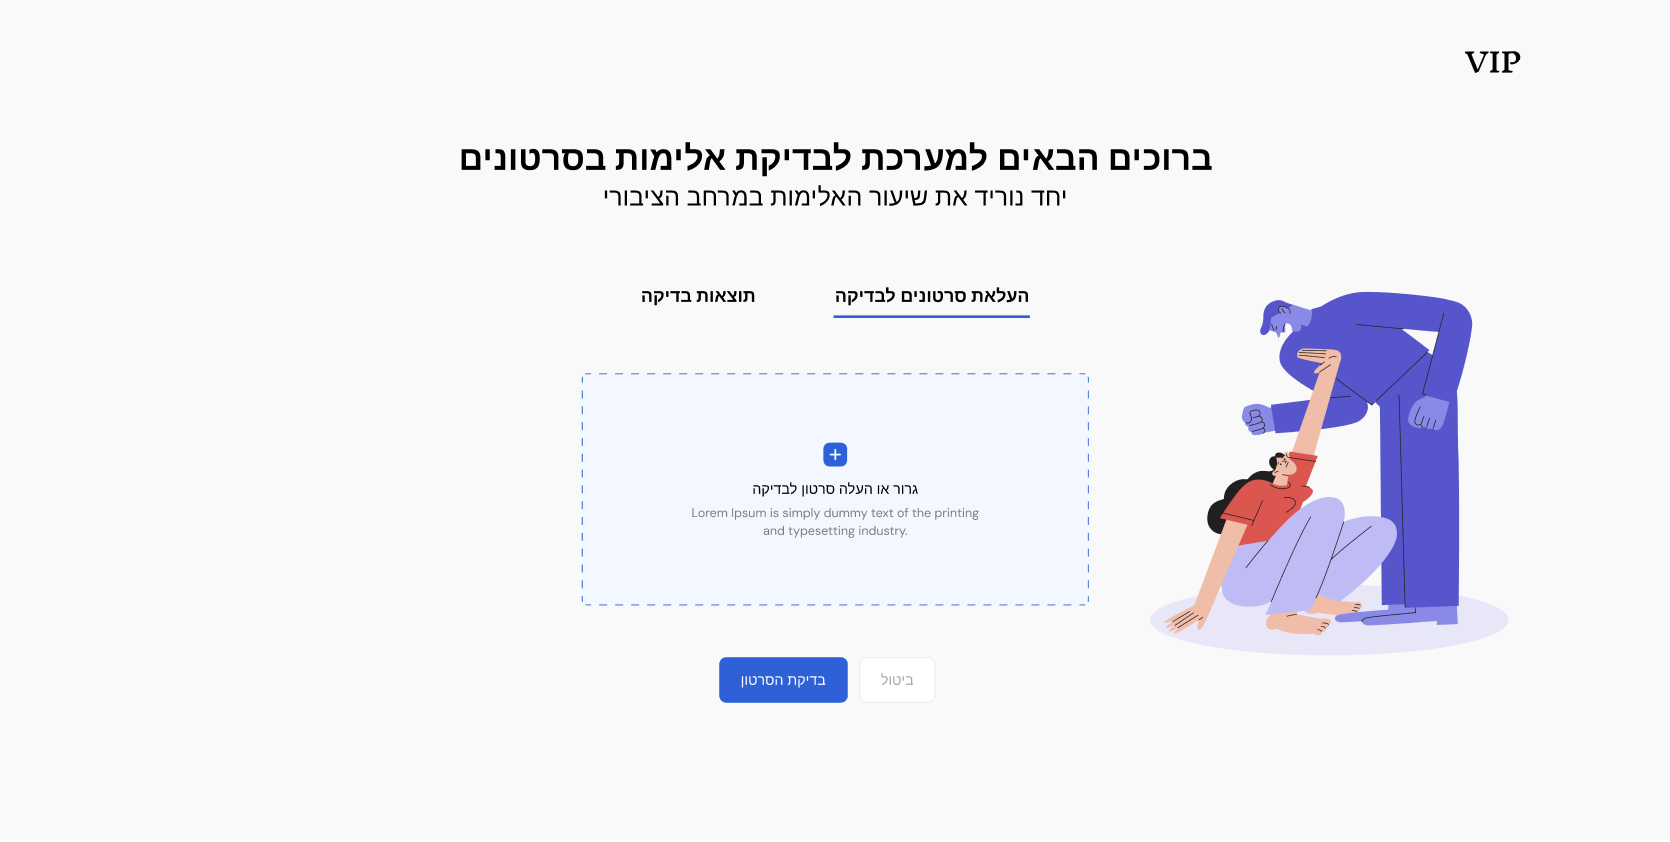 VIP
ברוכים הבאים למערכת לבדיקת אלימות בסרטונים
יחד נוריד את שיעור האלימות במרחב הציבורי
העלאת סרטונים לבדיקה
תוצאות בדיקה
גרור או העלה סרטון לבדיקה
Lorem Ipsum is simply dummy text of the printing
and typesetting industry.
ביטול
בדיקת הסרטון